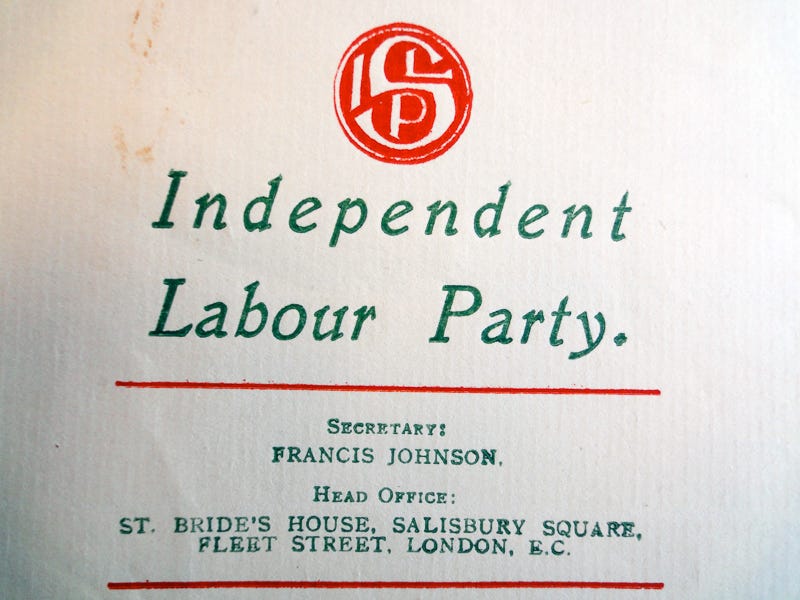 ILP
Independent
Labour Party.
SECRETARY:
FRANCIS JOHNSON,
HEAD OFFICE:
ST. BRIDE'S HOUSE, SALISBURY SQUARE,
FLEET STREET, LONDON, E.C.